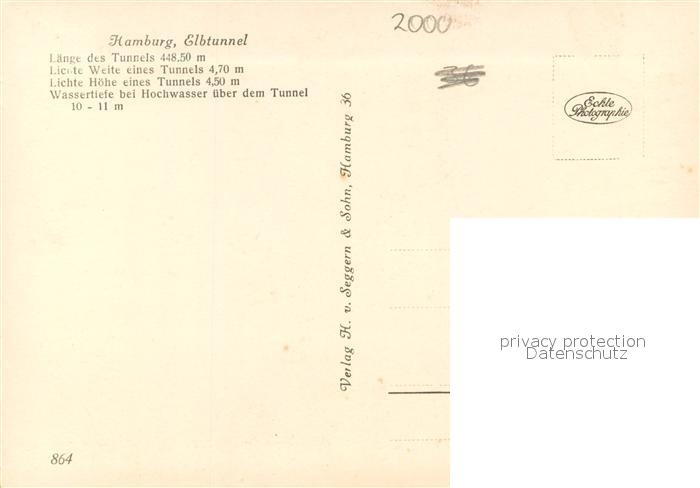 2000
Hamburg, Elbtunnel
Länge des Tunnels 448.50 m
Lichte Weite eines Tunnels 4,70 m
Lichte Höhe eines Tunnels 4,50 m
Wassertiefe bei Hochwasser über dem Tunnel
10 - 11 m
36
Verlag H. v. Seggern & Sohn, Hamburg 36
Echte
Photographie
privacy protection
Datenschutz
864